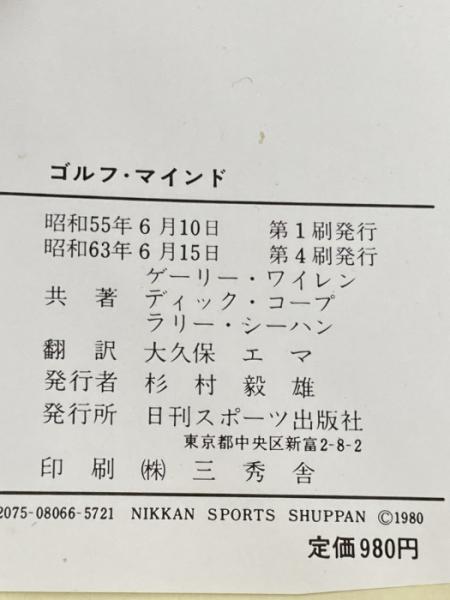 ゴルフ・マインド
昭和55年6月10日 第1刷発行
昭和63年6月15日 第4刷発行
ゲーリー・ワイレン
共著 ディック・コープ
ラリー・シーハン
翻訳 大久保 エマ
発行者 杉村毅雄
発行所 日刊スポーツ出版社
東京都中央区新富2-8-2
印刷 ㈱三秀舎
2075-08066-5721 NIKKAN SPORTS SHUPPAN ©1980
定価980円